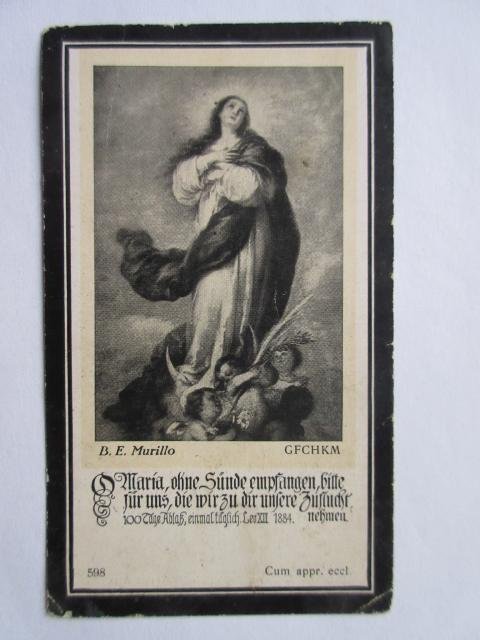 B. E. Murillo
GFCHKM
O Maria, ohne Sünde empfangen, bitte
für uns, die wir zu dir unsere Zuflucht
nehmen
100 Tage Ablaß, einmal täglich. Leo XII 1884.
598
Cum appr. eccl.